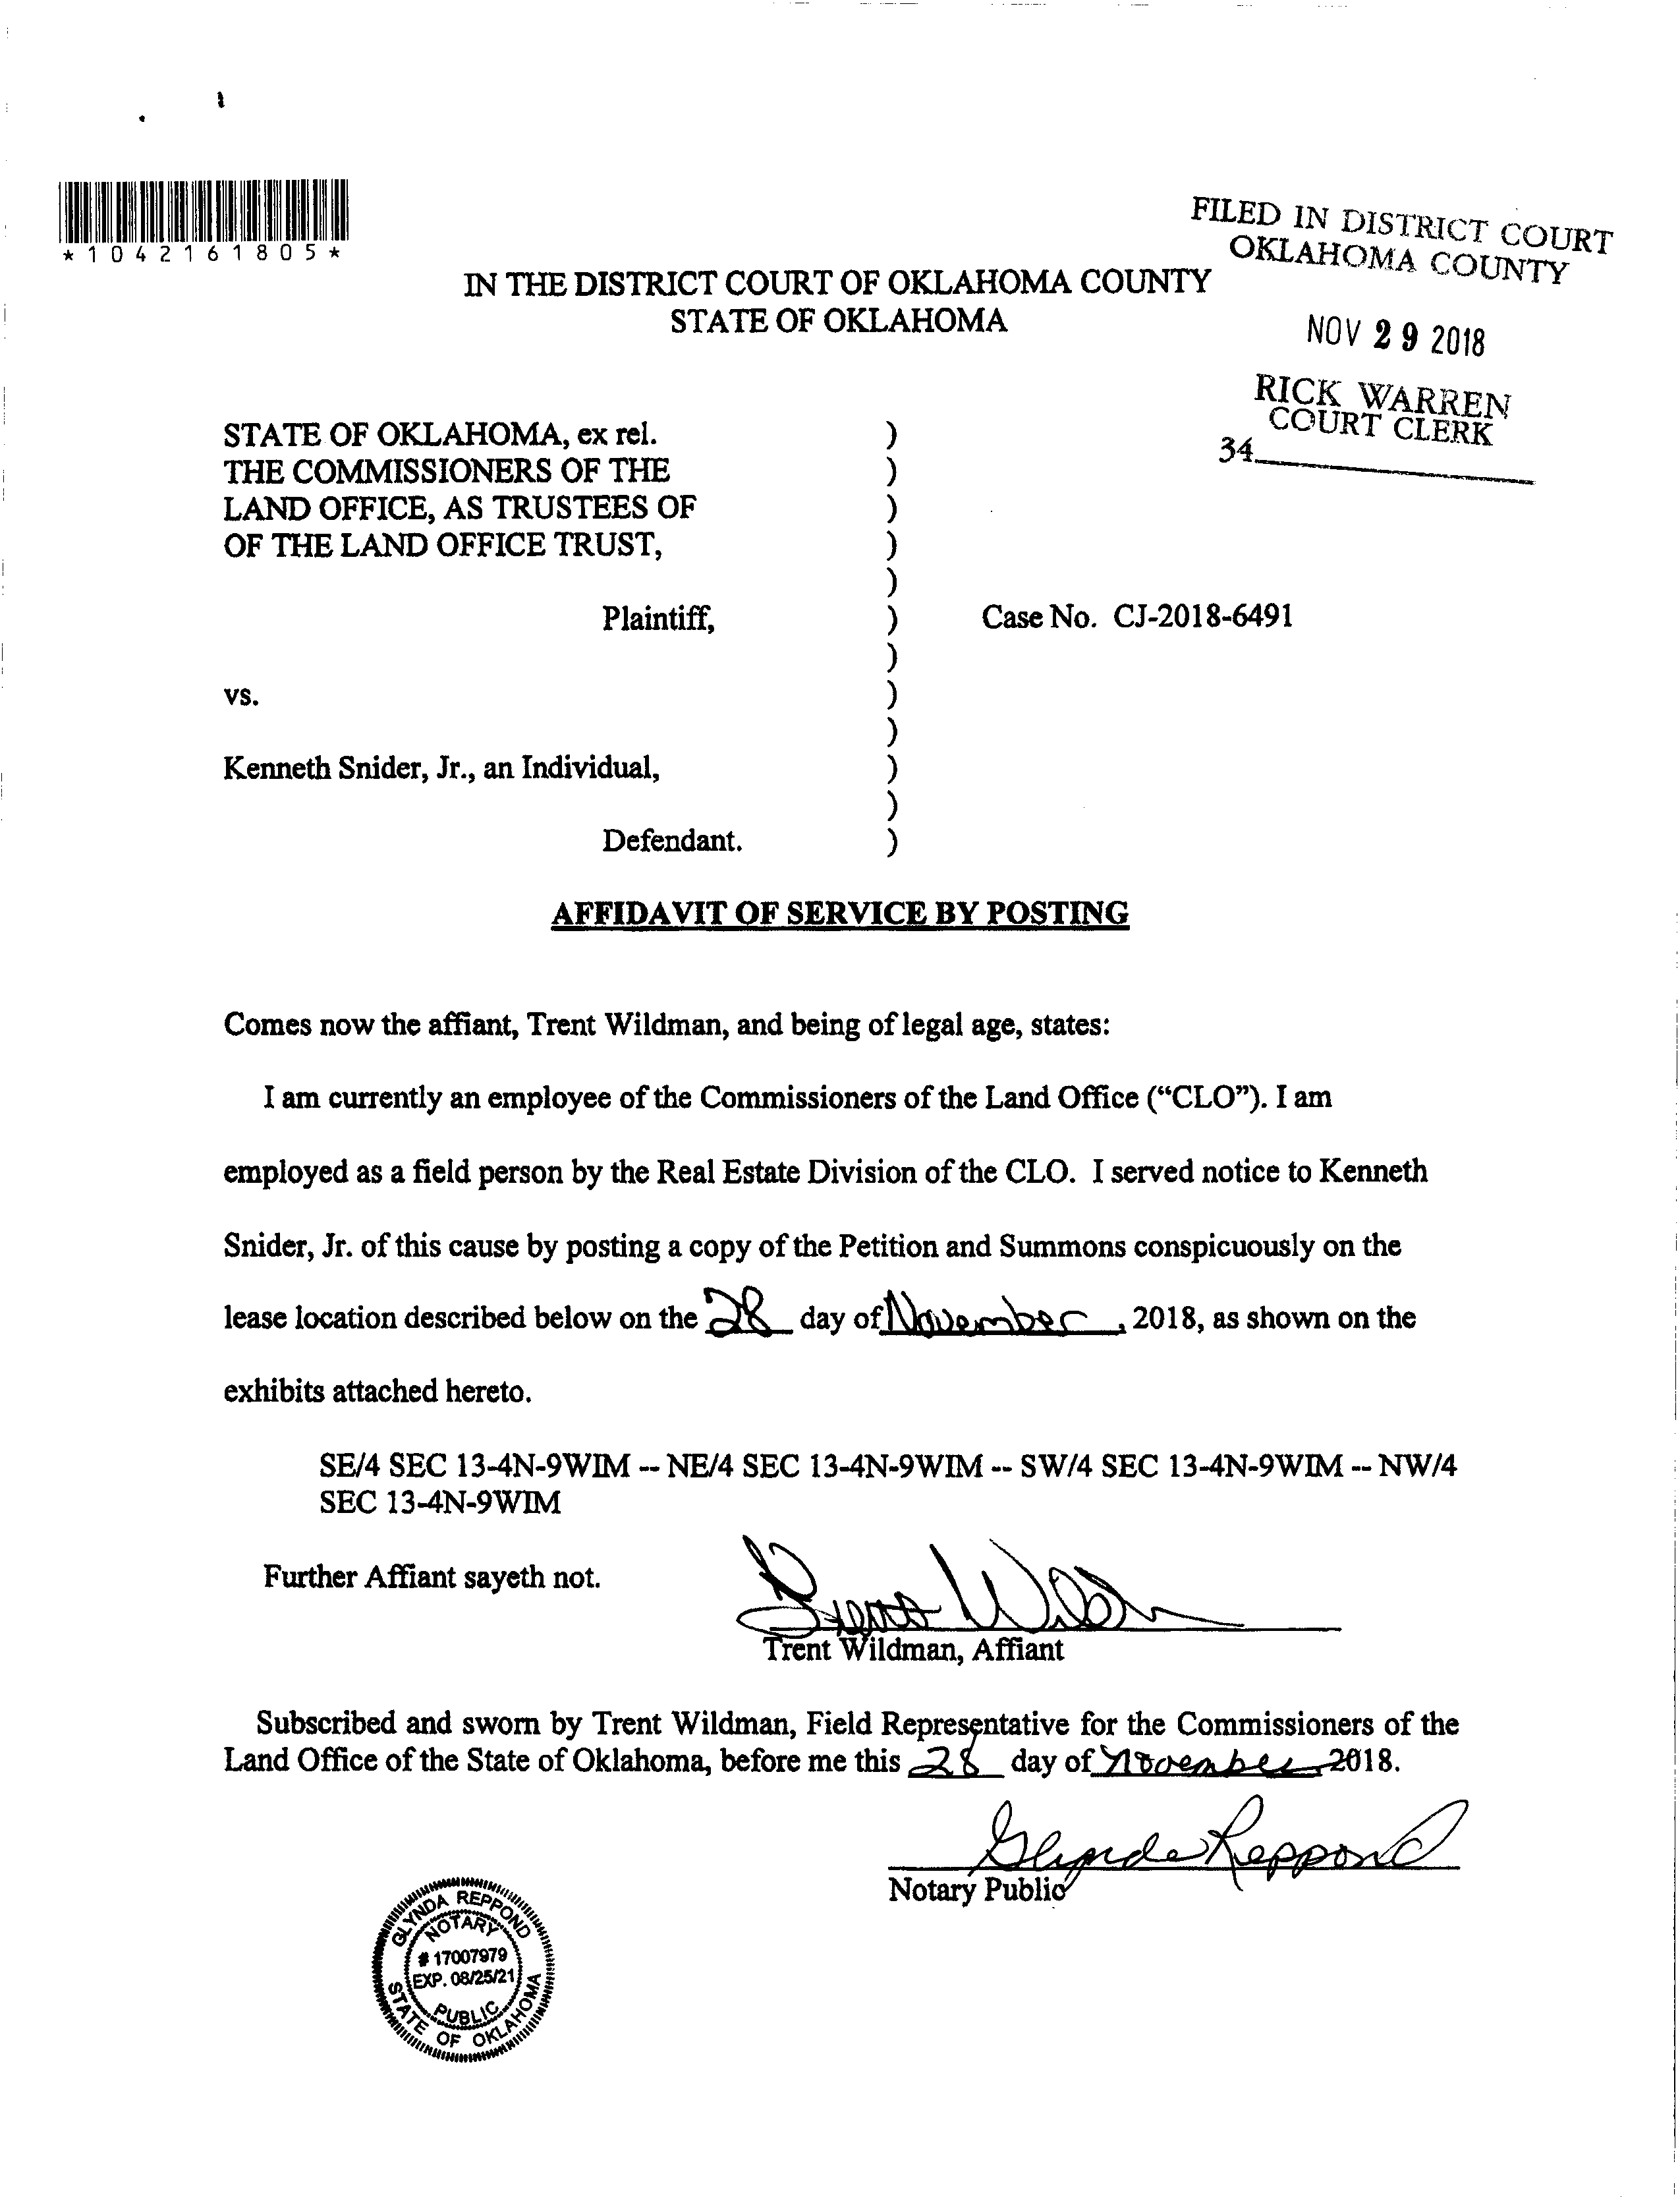 *1042161805*
FILED IN DISTRICT COURT
OKLAHOMA COUNTY
IN THE DISTRICT COURT OF OKLAHOMA COUNTY
STATE OF OKLAHOMA
NOV 29 2018
RICK WARREN
COURT CLERK
34
STATE OF OKLAHOMA, ex rel. )
THE COMMISSIONERS OF THE )
LAND OFFICE, AS TRUSTEES OF )
OF THE LAND OFFICE TRUST, )
)
Plaintiff, ) Case No. CJ-2018-6491
)
vs. )
)
Kenneth Snider, Jr., an Individual, )
)
Defendant. )
AFFIDAVIT OF SERVICE BY POSTING
Comes now the affiant, Trent Wildman, and being of legal age, states:
I am currently an employee of the Commissioners of the Land Office (“CLO”). I am
employed as a field person by the Real Estate Division of the CLO. I served notice to Kenneth
Snider, Jr. of this cause by posting a copy of the Petition and Summons conspicuously on the
lease location described below on the 28 day of November, 2018, as shown on the
exhibits attached hereto.
SE/4 SEC 13-4N-9WIM -- NE/4 SEC 13-4N-9WIM -- SW/4 SEC 13-4N-9WIM -- NW/4
SEC 13-4N-9WIM
Further Affiant sayeth not.
Trent Wildman, Affiant
Subscribed and sworn by Trent Wildman, Field Representative for the Commissioners of the
Land Office of the State of Oklahoma, before me this 28 day of November, 2018.
Glynda Reppond
Notary Public
GLYNDA REPPOND
NOTARY
# 17007979
EXP. 08/25/21
PUBLIC
STATE OF OKLAHOMA